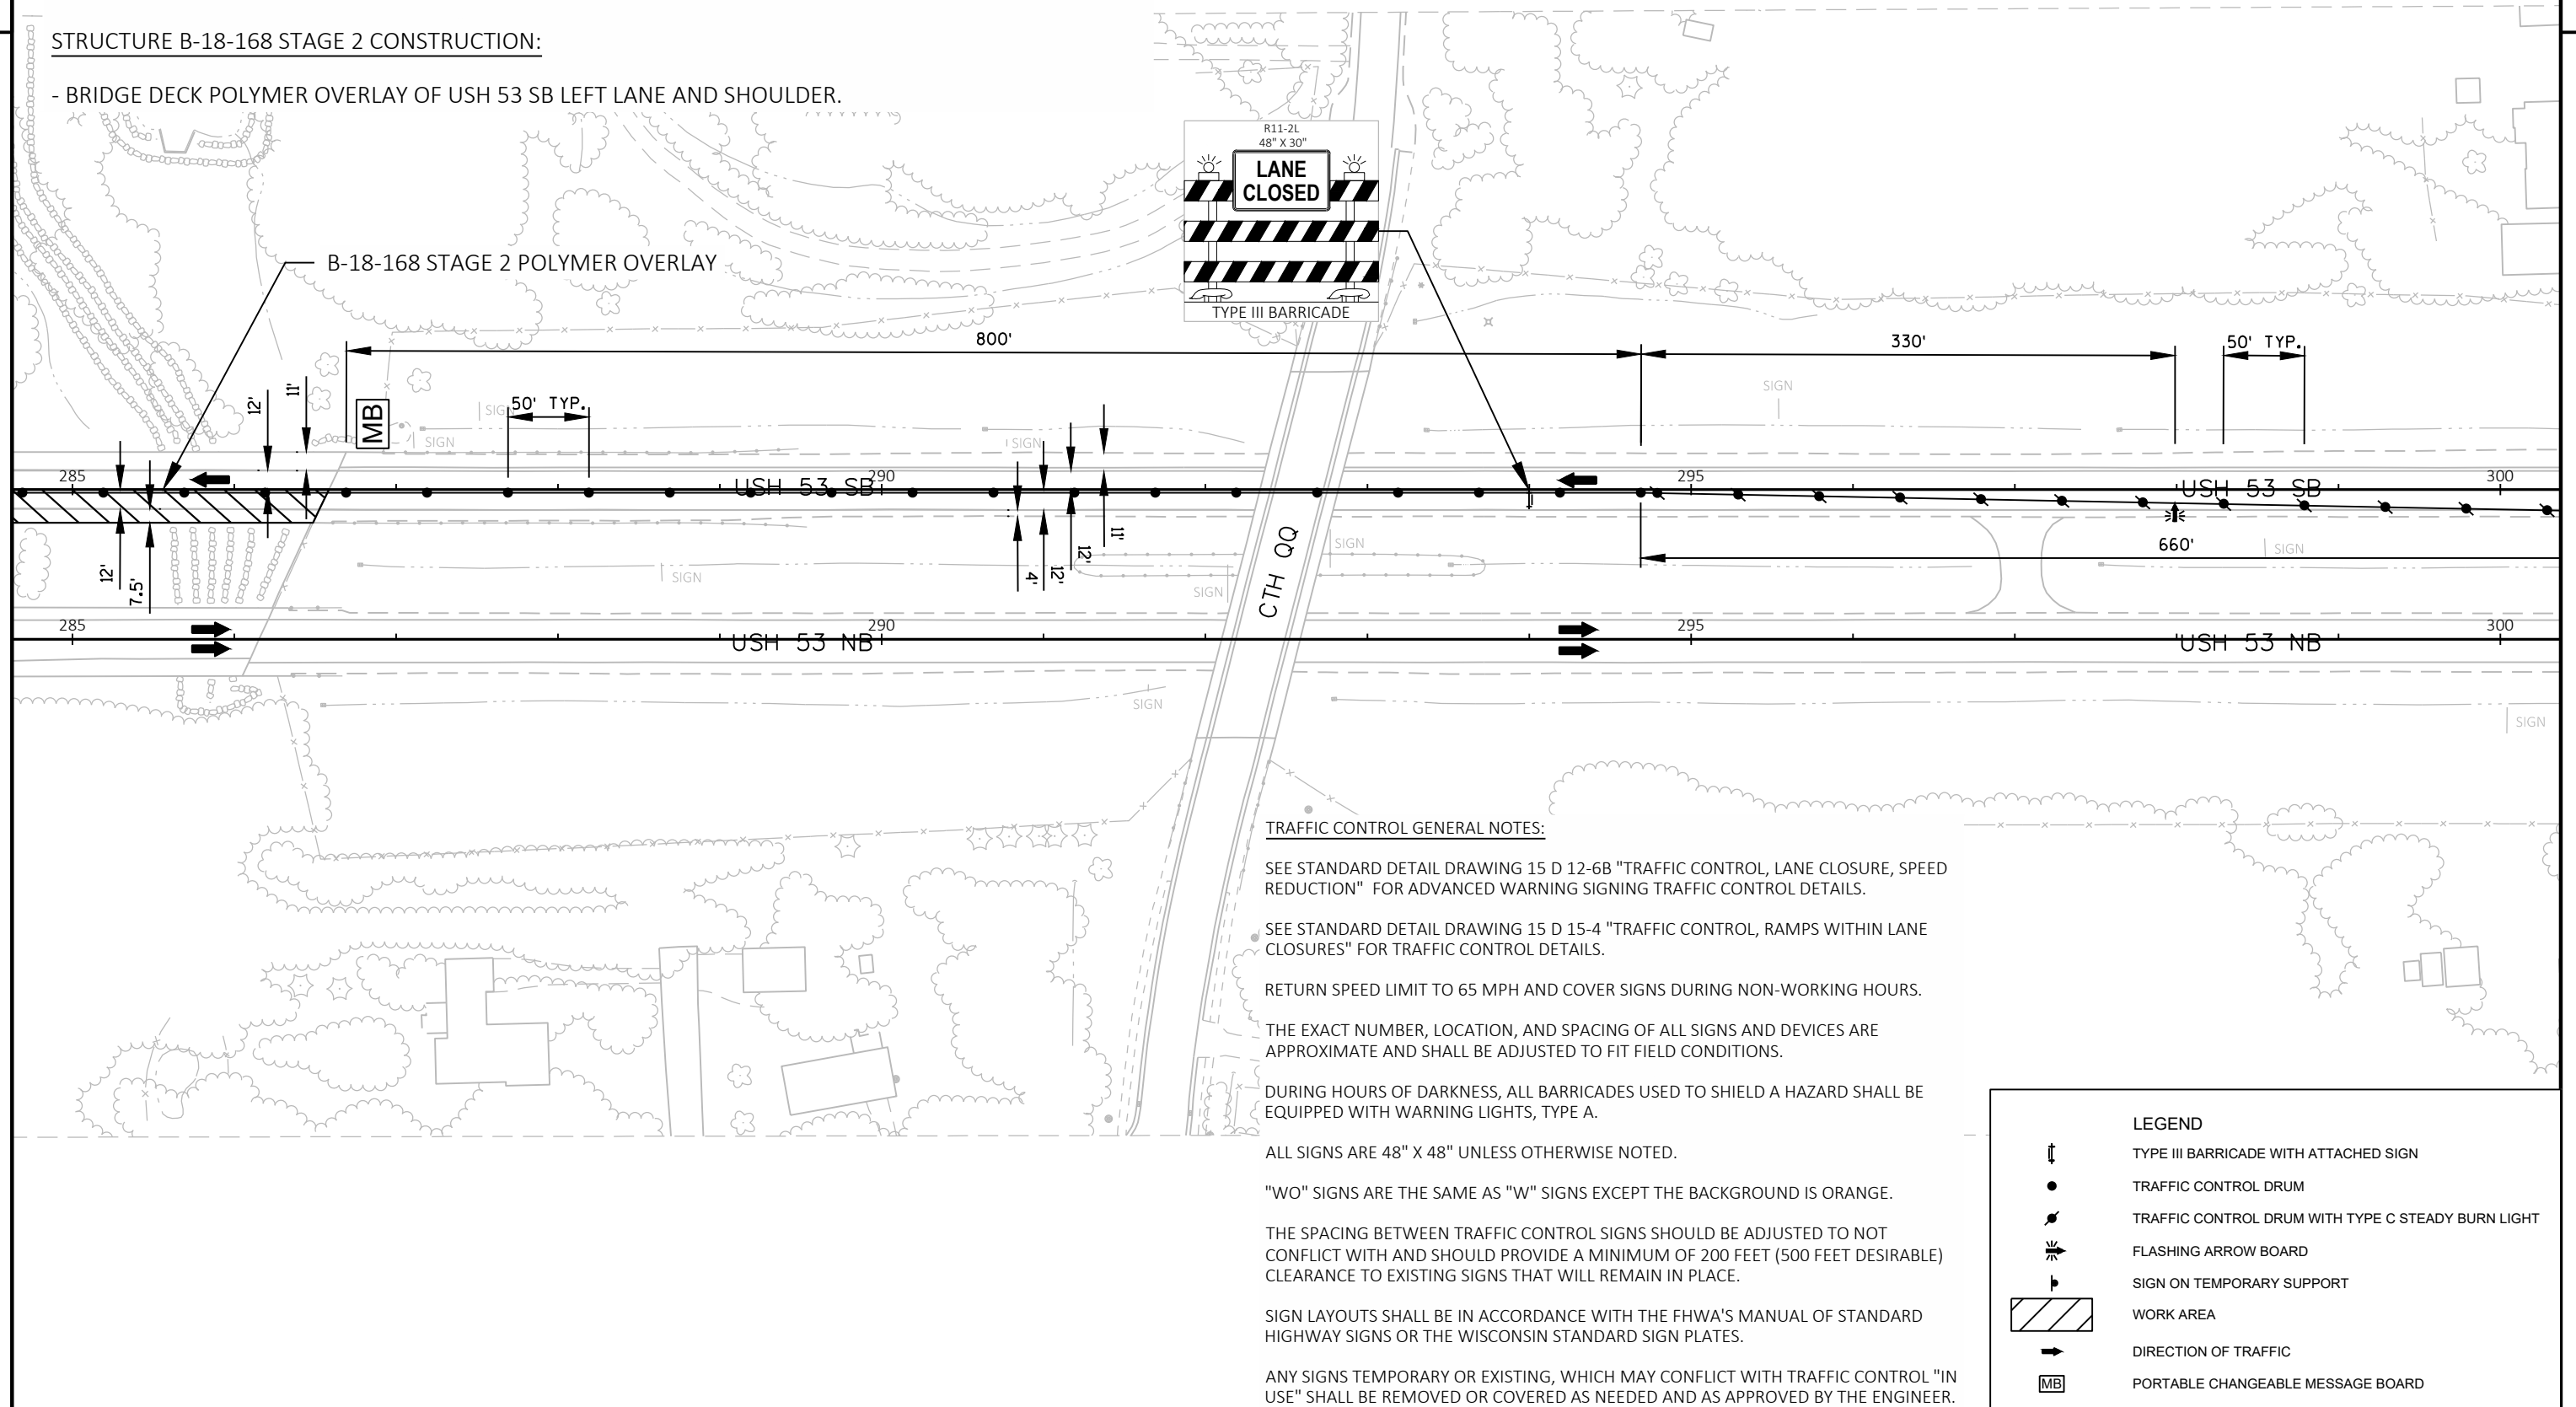 STRUCTURE B-18-168 STAGE 2 CONSTRUCTION:
- BRIDGE DECK POLYMER OVERLAY OF USH 53 SB LEFT LANE AND SHOULDER.
R11-2L
48" X 30"
LANE
CLOSED
TYPE III BARRICADE
B-18-168 STAGE 2 POLYMER OVERLAY
800'
330'
50' TYP.
SIGN
12'
11'
MB
SIGN
50' TYP.
SIGN
SIGN
285
USH 53 SB
290
295
USH 53 SB
300
12'
7.5'
SIGN
4'
12'
12'
11'
SIGN
SIGN
CTH QQ
660'
SIGN
285
USH 53 NB
290
295
USH 53 NB
300
SIGN
SIGN
TRAFFIC CONTROL GENERAL NOTES:
SEE STANDARD DETAIL DRAWING 15 D 12-6B "TRAFFIC CONTROL, LANE CLOSURE, SPEED
REDUCTION" FOR ADVANCED WARNING SIGNING TRAFFIC CONTROL DETAILS.
SEE STANDARD DETAIL DRAWING 15 D 15-4 "TRAFFIC CONTROL, RAMPS WITHIN LANE
CLOSURES" FOR TRAFFIC CONTROL DETAILS.
RETURN SPEED LIMIT TO 65 MPH AND COVER SIGNS DURING NON-WORKING HOURS.
THE EXACT NUMBER, LOCATION, AND SPACING OF ALL SIGNS AND DEVICES ARE
APPROXIMATE AND SHALL BE ADJUSTED TO FIT FIELD CONDITIONS.
DURING HOURS OF DARKNESS, ALL BARRICADES USED TO SHIELD A HAZARD SHALL BE
EQUIPPED WITH WARNING LIGHTS, TYPE A.
ALL SIGNS ARE 48" X 48" UNLESS OTHERWISE NOTED.
"WO" SIGNS ARE THE SAME AS "W" SIGNS EXCEPT THE BACKGROUND IS ORANGE.
THE SPACING BETWEEN TRAFFIC CONTROL SIGNS SHOULD BE ADJUSTED TO NOT
CONFLICT WITH AND SHOULD PROVIDE A MINIMUM OF 200 FEET (500 FEET DESIRABLE)
CLEARANCE TO EXISTING SIGNS THAT WILL REMAIN IN PLACE.
SIGN LAYOUTS SHALL BE IN ACCORDANCE WITH THE FHWA'S MANUAL OF STANDARD
HIGHWAY SIGNS OR THE WISCONSIN STANDARD SIGN PLATES.
ANY SIGNS TEMPORARY OR EXISTING, WHICH MAY CONFLICT WITH TRAFFIC CONTROL "IN
USE" SHALL BE REMOVED OR COVERED AS NEEDED AND AS APPROVED BY THE ENGINEER.
LEGEND
TYPE III BARRICADE WITH ATTACHED SIGN
TRAFFIC CONTROL DRUM
TRAFFIC CONTROL DRUM WITH TYPE C STEADY BURN LIGHT
FLASHING ARROW BOARD
SIGN ON TEMPORARY SUPPORT
WORK AREA
DIRECTION OF TRAFFIC
MB PORTABLE CHANGEABLE MESSAGE BOARD